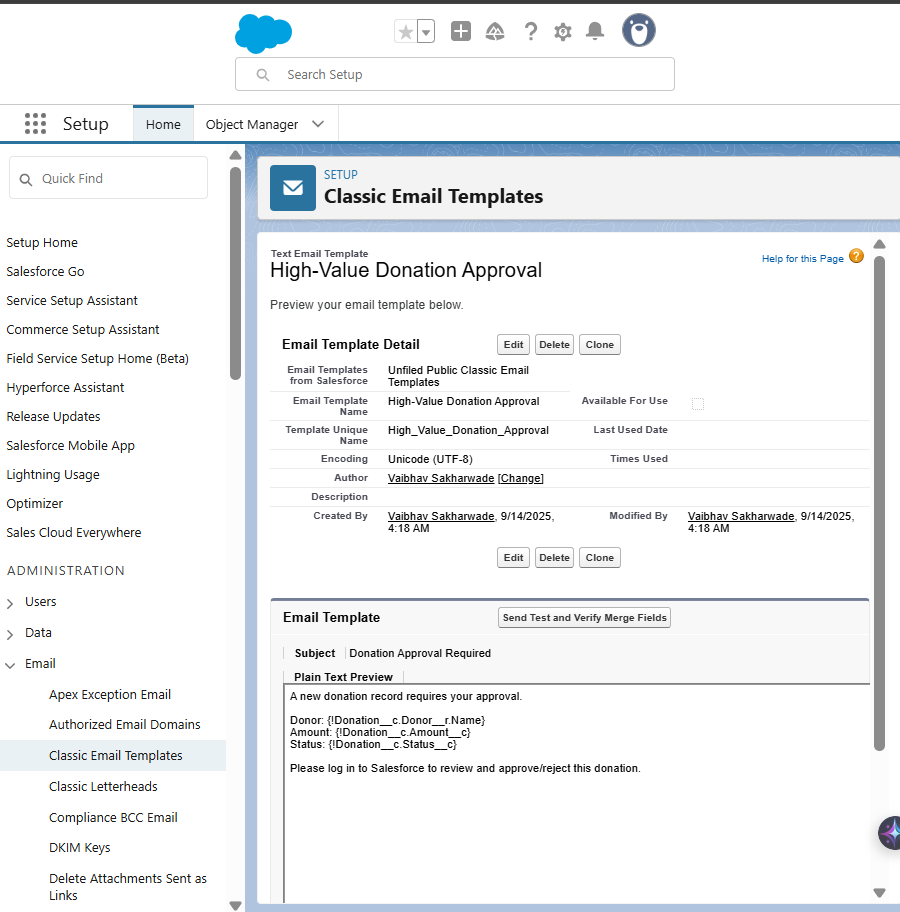 Search Setup
Setup
Home
Object Manager
Quick Find
Setup Home
Salesforce Go
Service Setup Assistant
Commerce Setup Assistant
Field Service Setup Home (Beta)
Hyperforce Assistant
Release Updates
Salesforce Mobile App
Lightning Usage
Optimizer
Sales Cloud Everywhere
ADMINISTRATION
Users
Data
Email
Apex Exception Email
Authorized Email Domains
Classic Email Templates
Classic Letterheads
Compliance BCC Email
DKIM Keys
Delete Attachments Sent as
Links
SETUP
Classic Email Templates
Text Email Template
High-Value Donation Approval
Help for this Page ?
Preview your email template below.
Email Template Detail
Edit Delete Clone
Email Templates from Salesforce Unfiled Public Classic Email Templates
Email Template Name High-Value Donation Approval Available For Use
Template Unique Name High_Value_Donation_Approval Last Used Date
Encoding Unicode (UTF-8) Times Used
Author Vaibhav Sakharwade [Change]
Description
Created By Vaibhav Sakharwade, 9/14/2025, 4:18 AM Modified By Vaibhav Sakharwade, 9/14/2025, 4:18 AM
Edit Delete Clone
Email Template Send Test and Verify Merge Fields
Subject Donation Approval Required
Plain Text Preview
A new donation record requires your approval.
Donor: {!Donation__c.Donor__r.Name}
Amount: {!Donation__c.Amount__c}
Status: {!Donation__c.Status__c}
Please log in to Salesforce to review and approve/reject this donation.